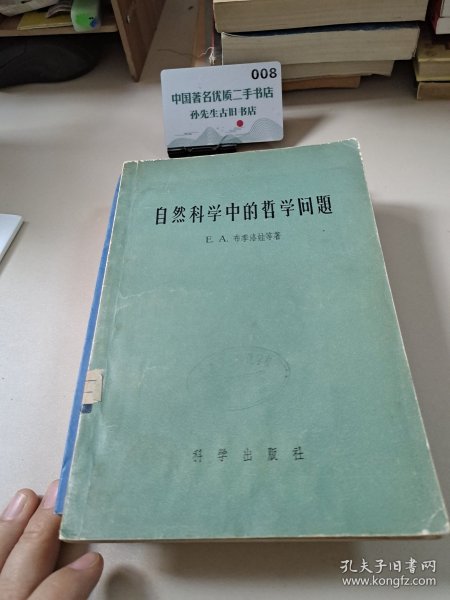 008
中国著名优质二手书店
孙先生古旧书店
自然科学中的哲学问題
E. A. 布季洛娃等著
科学出版社
孔夫子旧书网
www.kongfz.com